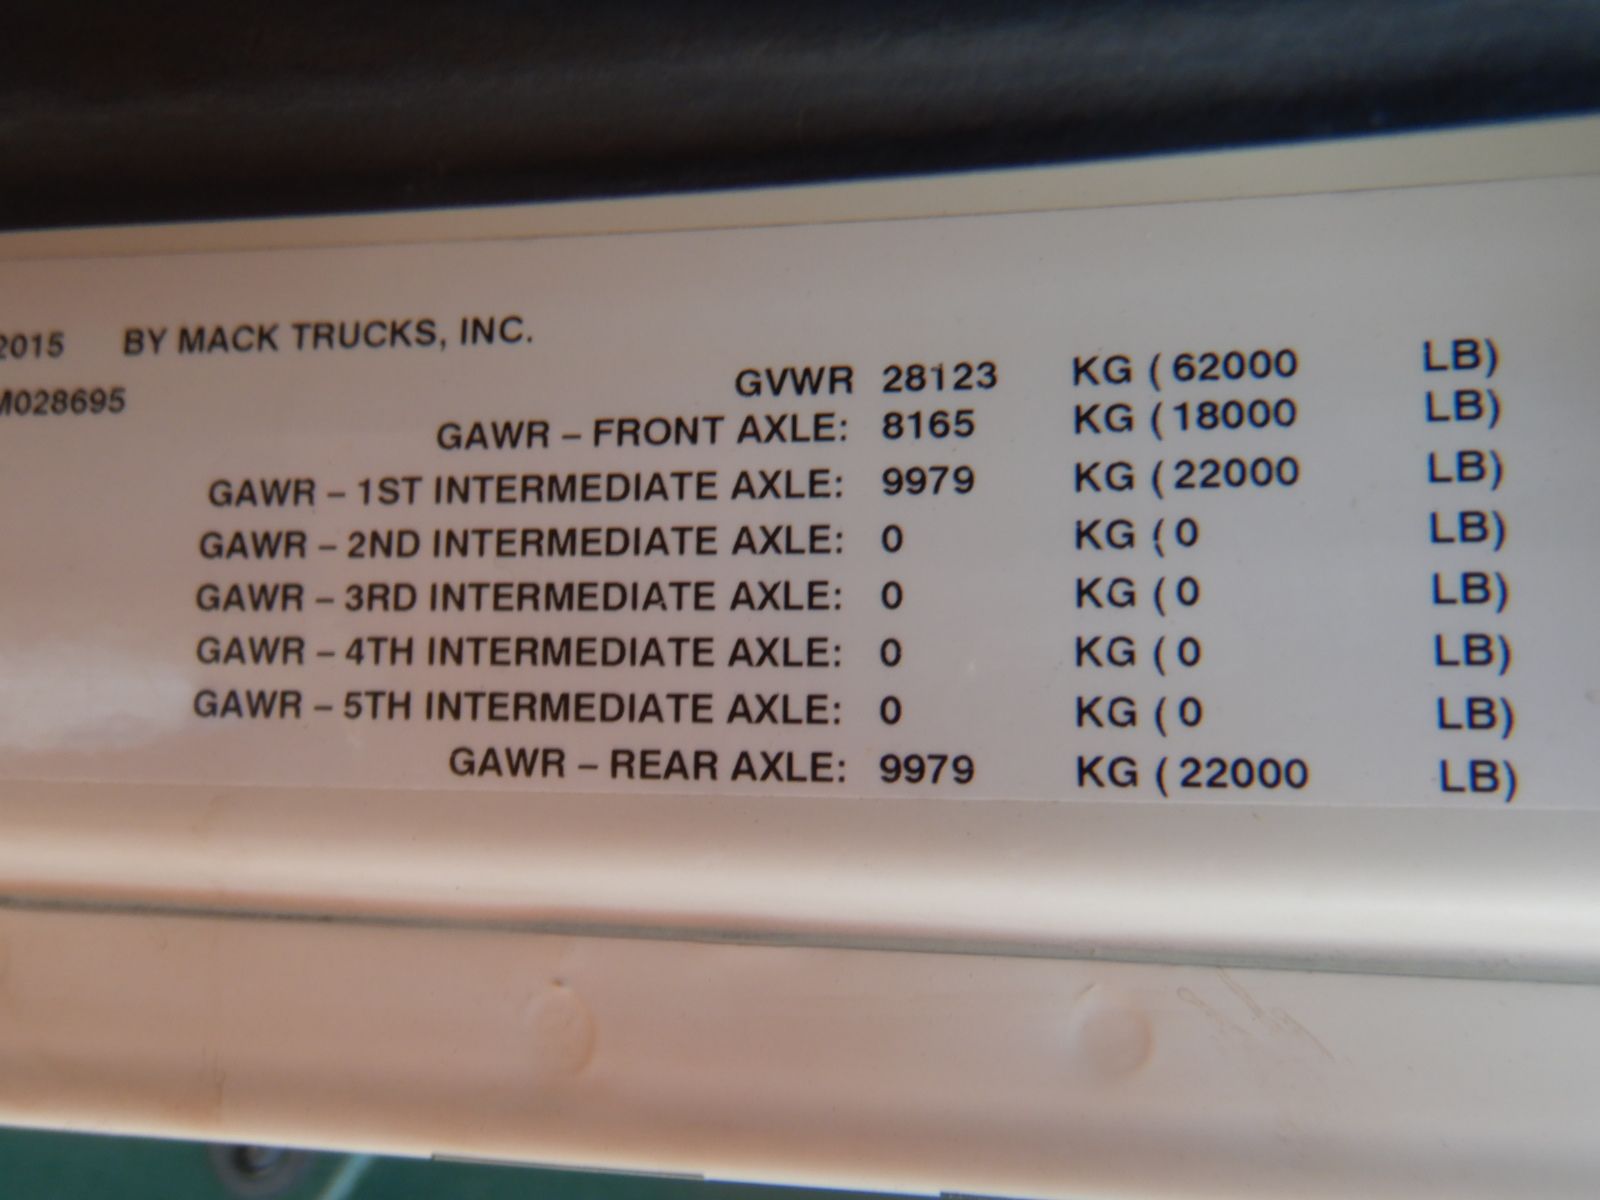 2015 BY MACK TRUCKS, INC.
M028695
GVWR 28123 KG (62000 LB)
GAWR – FRONT AXLE: 8165 KG (18000 LB)
GAWR – 1ST INTERMEDIATE AXLE: 9979 KG (22000 LB)
GAWR – 2ND INTERMEDIATE AXLE: 0 KG (0 LB)
GAWR – 3RD INTERMEDIATE AXLE: 0 KG (0 LB)
GAWR – 4TH INTERMEDIATE AXLE: 0 KG (0 LB)
GAWR – 5TH INTERMEDIATE AXLE: 0 KG (0 LB)
GAWR – REAR AXLE: 9979 KG (22000 LB)